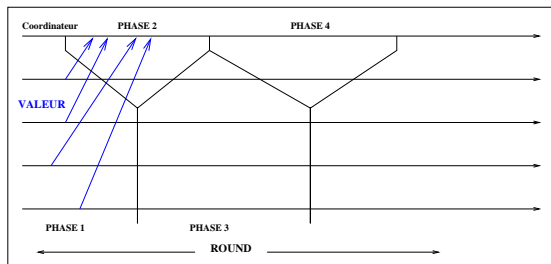 Coordinateur PHASE 2 PHASE 4
VALEUR
PHASE 1 PHASE 3
ROUND